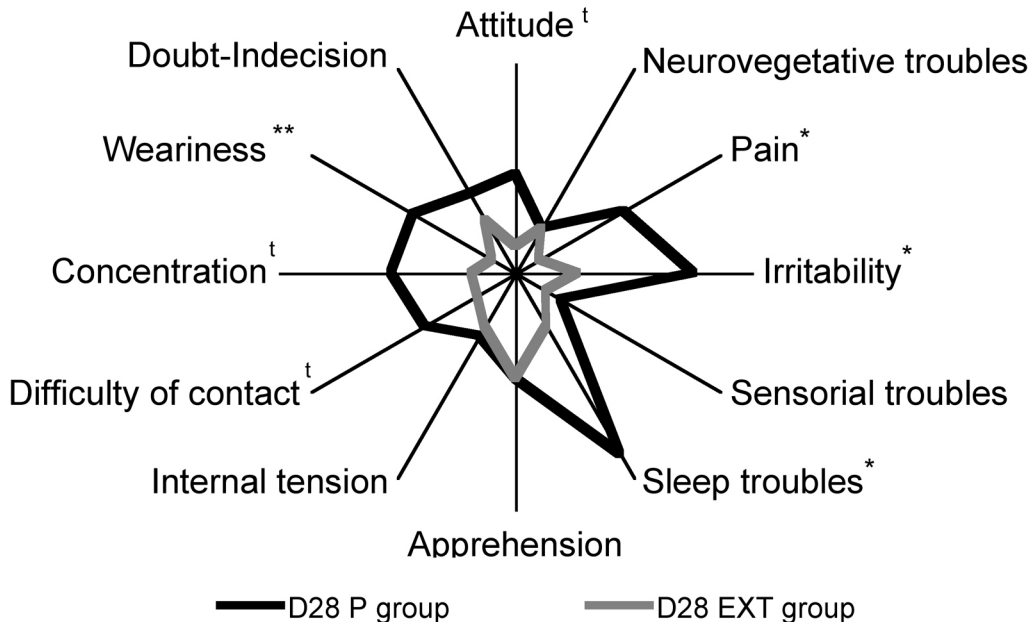 Attitude t
Doubt-Indecision
Neurovegetative troubles
Weariness **
Pain*
Concentration t
Irritability*
Difficulty of contact t
Sensorial troubles
Internal tension
Sleep troubles*
Apprehension
D28 P group
D28 EXT group